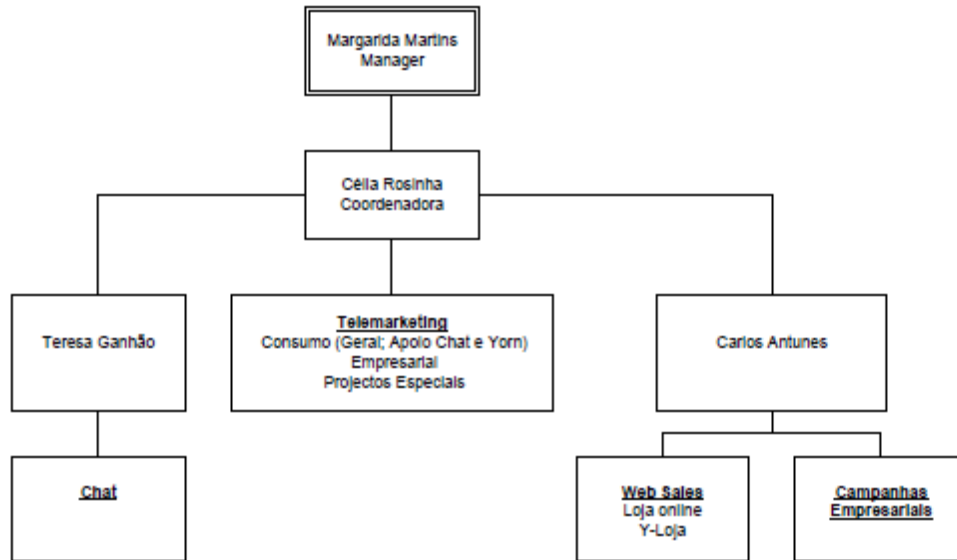 Margarida Martins
Manager
Célia Rosinha
Coordenadora
Teresa Ganhão
Telemarketing
Consumo (Geral; Apoio Chat e Yorn)
Empresarial
Projectos Especiais
Carlos Antunes
Chat
Web Sales
Loja online
Y-Loja
Campanhas
Empresariais